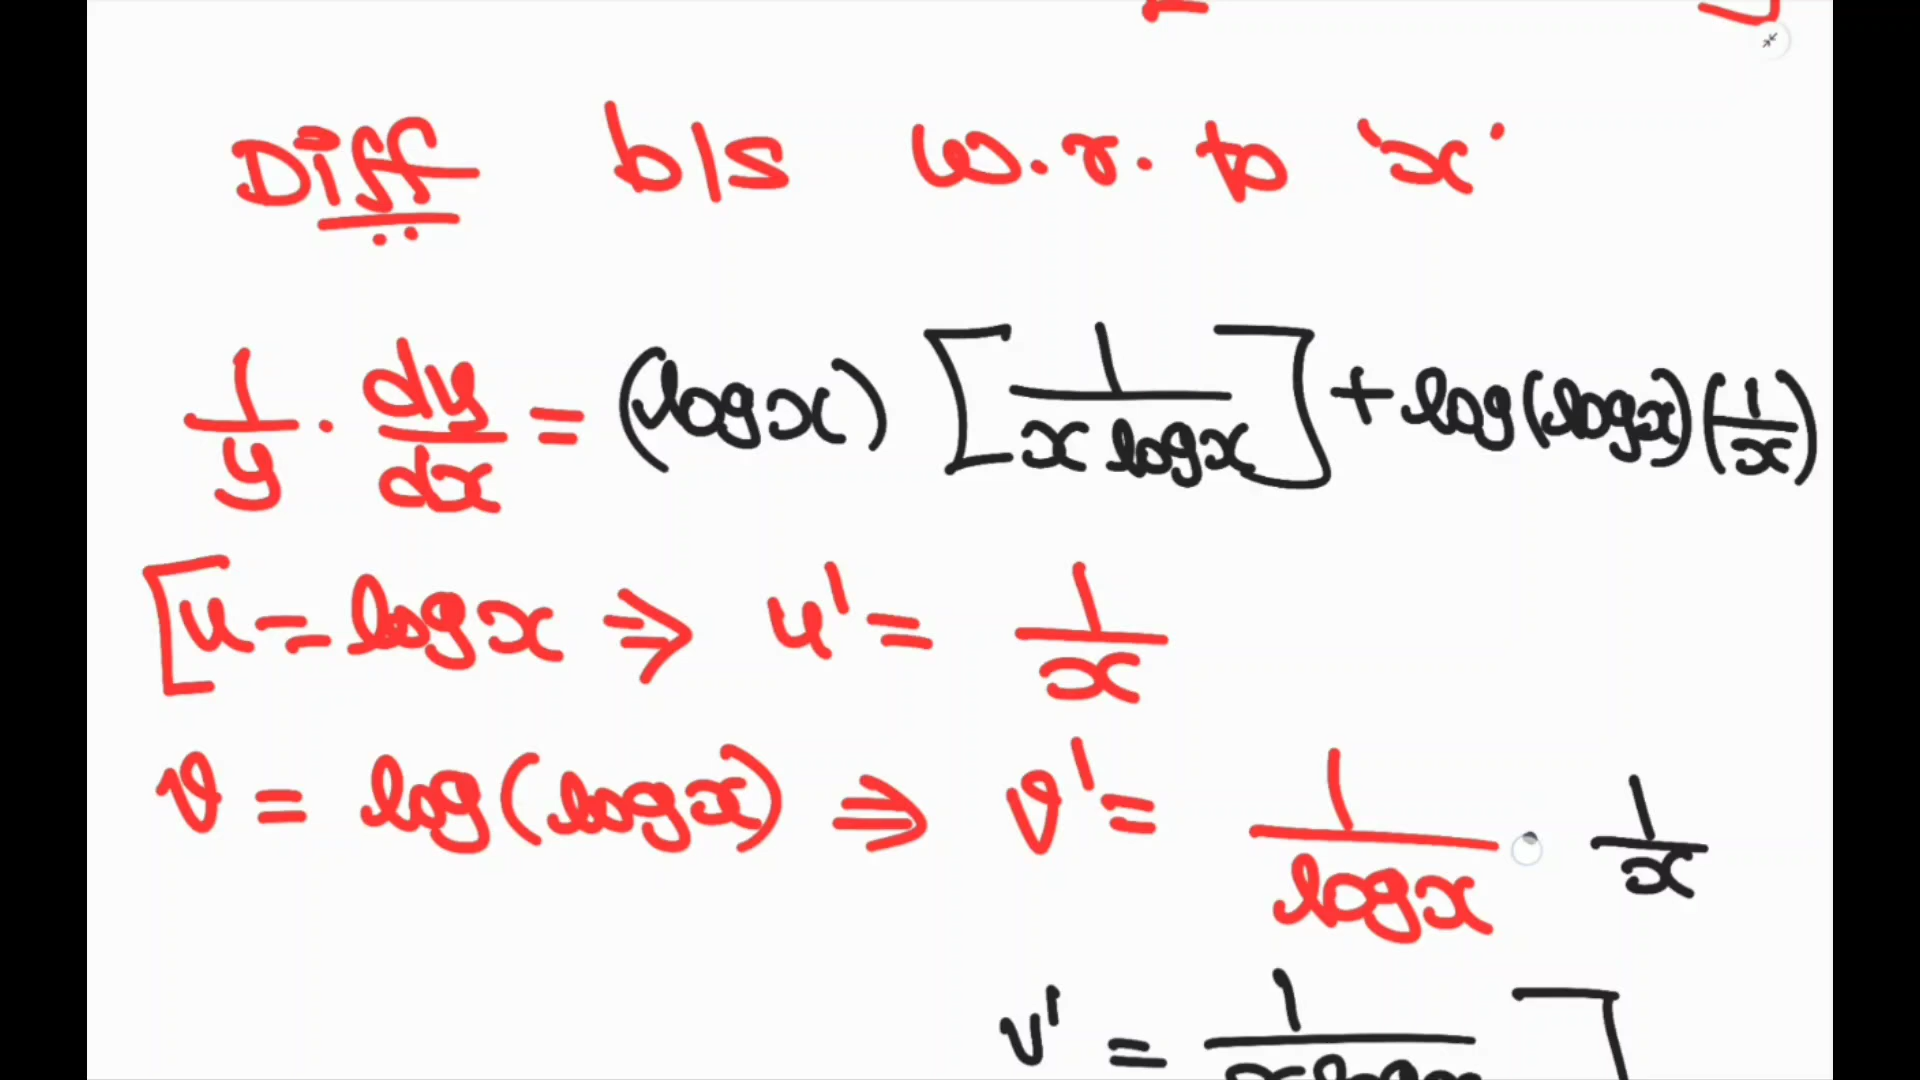 Diff b/s w.r. to 'x'
1/y · dy/dx = (log x) [1/(x log x)] + log(log x) (1/x)
[u = log x ⇒ u' = 1/x
v = log(log x) ⇒ v' = 1/(log x) · 1/x
v' = 1/(x log x)]